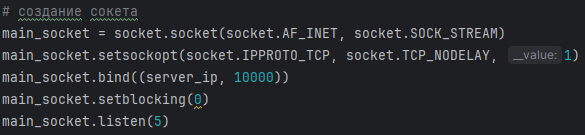 # создание сокета
main_socket = socket.socket(socket.AF_INET, socket.SOCK_STREAM)
main_socket.setsockopt(socket.IPPROTO_TCP, socket.TCP_NODELAY, __value: 1)
main_socket.bind((server_ip, 10000))
main_socket.setblocking(0)
main_socket.listen(5)